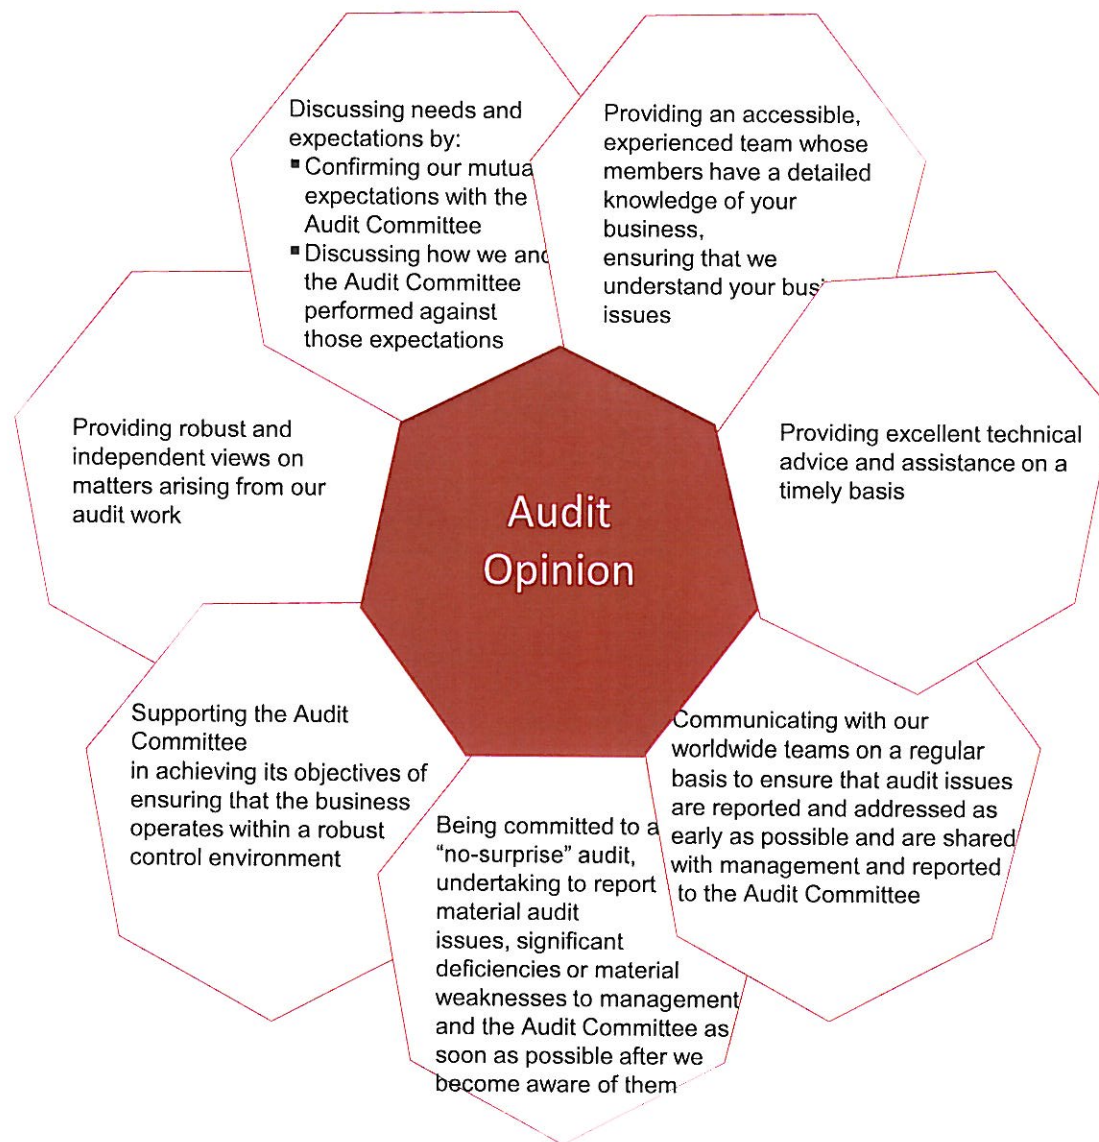 Discussing needs and
expectations by:
▪ Confirming our mutua
expectations with the
Audit Committee
▪ Discussing how we and
the Audit Committee
performed against
those expectations
Providing an accessible,
experienced team whose
members have a detailed
knowledge of your
business,
ensuring that we
understand your busi
issues
Providing robust and
independent views on
matters arising from our
audit work
Audit
Opinion
Providing excellent technical
advice and assistance on a
timely basis
Supporting the Audit
Committee
in achieving its objectives of
ensuring that the business
operates within a robust
control environment
Being committed to a
“no-surprise” audit,
undertaking to report
material audit
issues, significant
deficiencies or material
weaknesses to management
and the Audit Committee as
soon as possible after we
become aware of them
Communicating with our
worldwide teams on a regular
basis to ensure that audit issues
are reported and addressed as
early as possible and are shared
with management and reported
to the Audit Committee